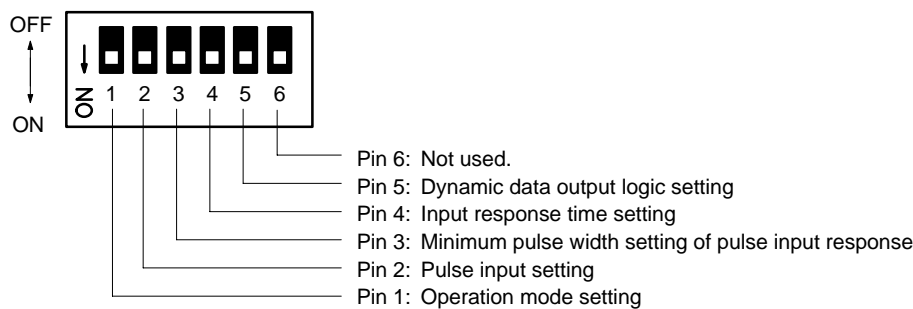 OFF
ON
ON
1 2 3 4 5 6
Pin 6: Not used.
Pin 5: Dynamic data output logic setting
Pin 4: Input response time setting
Pin 3: Minimum pulse width setting of pulse input response
Pin 2: Pulse input setting
Pin 1: Operation mode setting